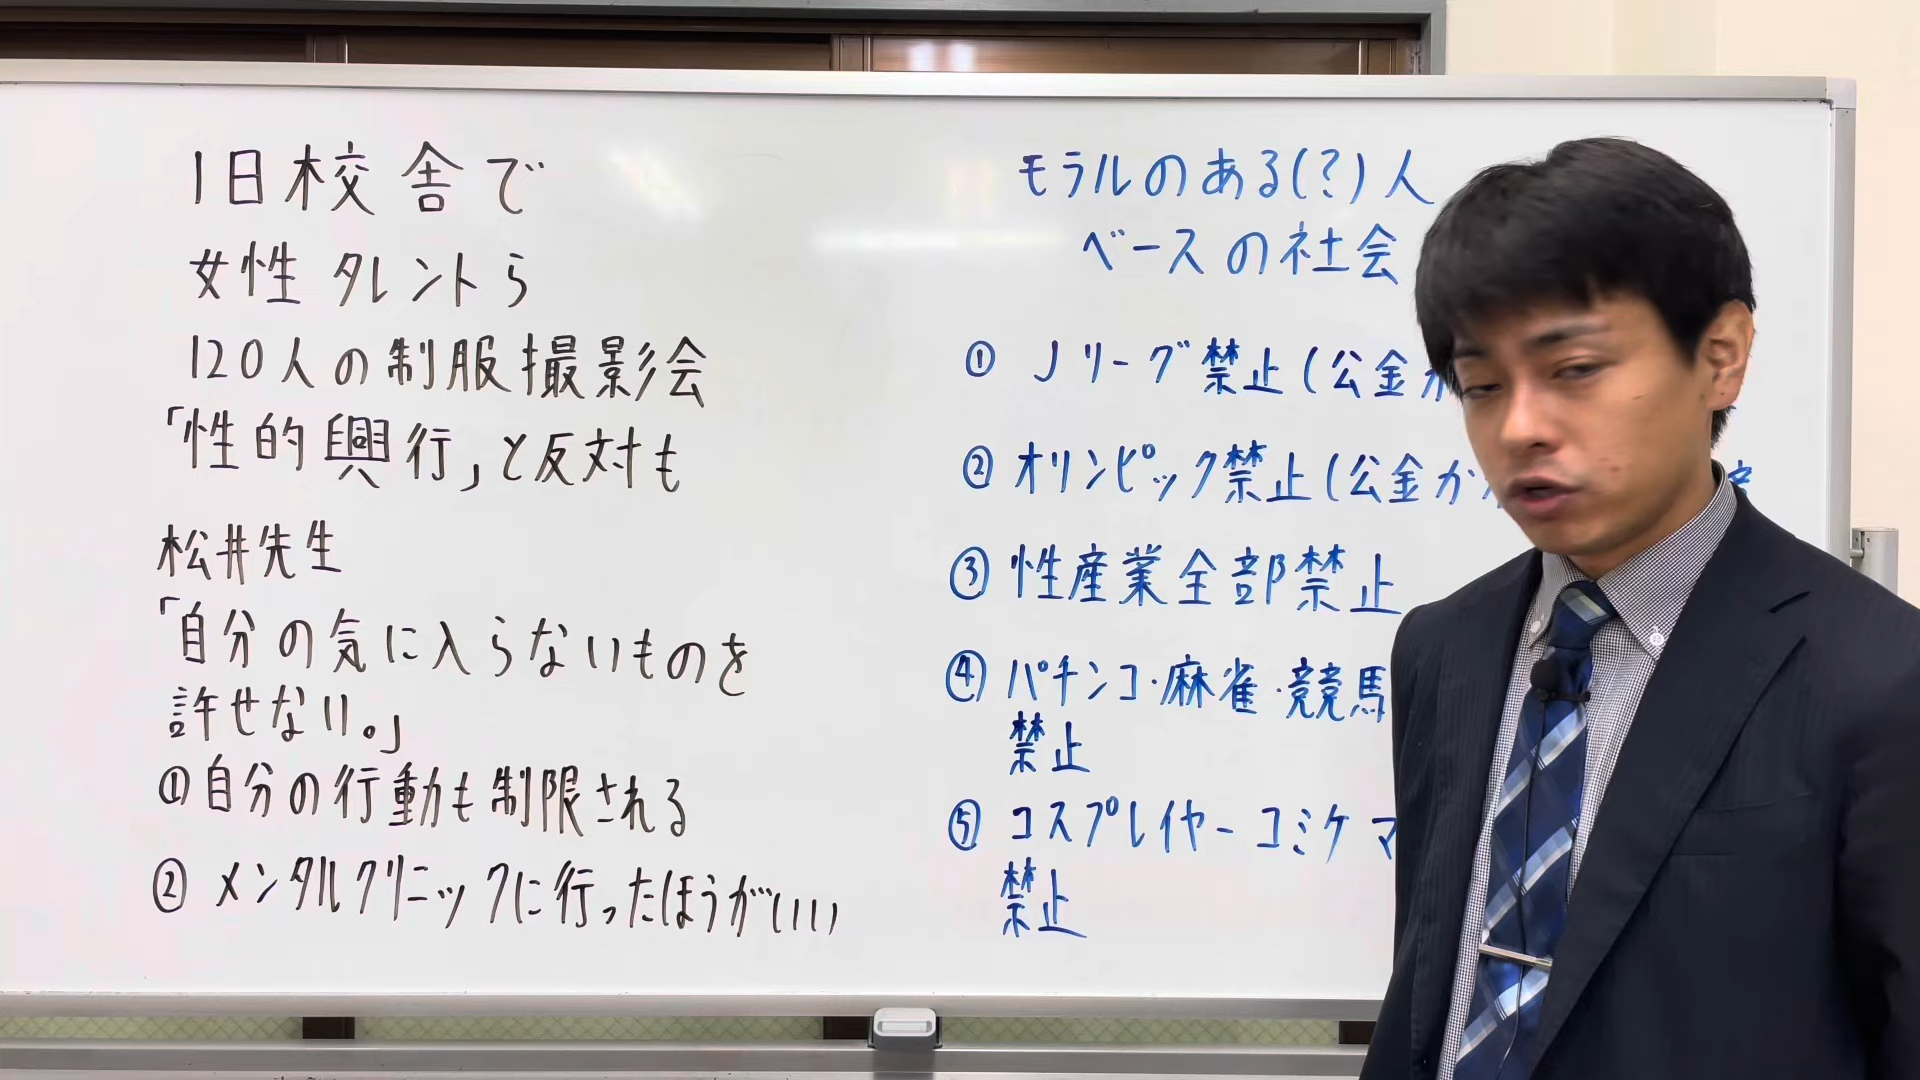 1日校舎で
女性タレントら
120人の制服撮影会
「性的興行」と反対も
松井先生
「自分の気に入らないものを
許せない。」
①自分の行動も制限される
② メンタルクリニックに行ったほうがいい
モラルのある(?)人
ベースの社会
① Jリーグ禁止(公金
② オリンピック禁止(公金か
③ 性産業全部禁止
④ パチンコ・麻雀・競馬
禁止
⑤ コスプレイヤーコミケマ
禁止